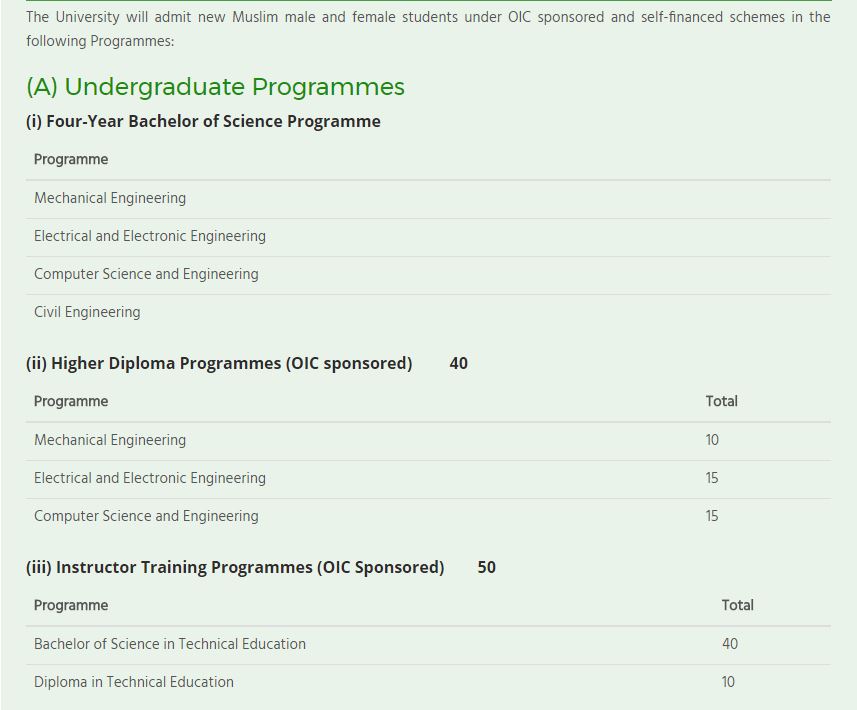 The University will admit new Muslim male and female students under OIC sponsored and self-financed schemes in the
following Programmes:
(A) Undergraduate Programmes
(i) Four-Year Bachelor of Science Programme
Programme
Mechanical Engineering
Electrical and Electronic Engineering
Computer Science and Engineering
Civil Engineering
(ii) Higher Diploma Programmes (OIC sponsored) 40
Programme Total
Mechanical Engineering 10
Electrical and Electronic Engineering 15
Computer Science and Engineering 15
(iii) Instructor Training Programmes (OIC Sponsored) 50
Programme Total
Bachelor of Science in Technical Education 40
Diploma in Technical Education 10